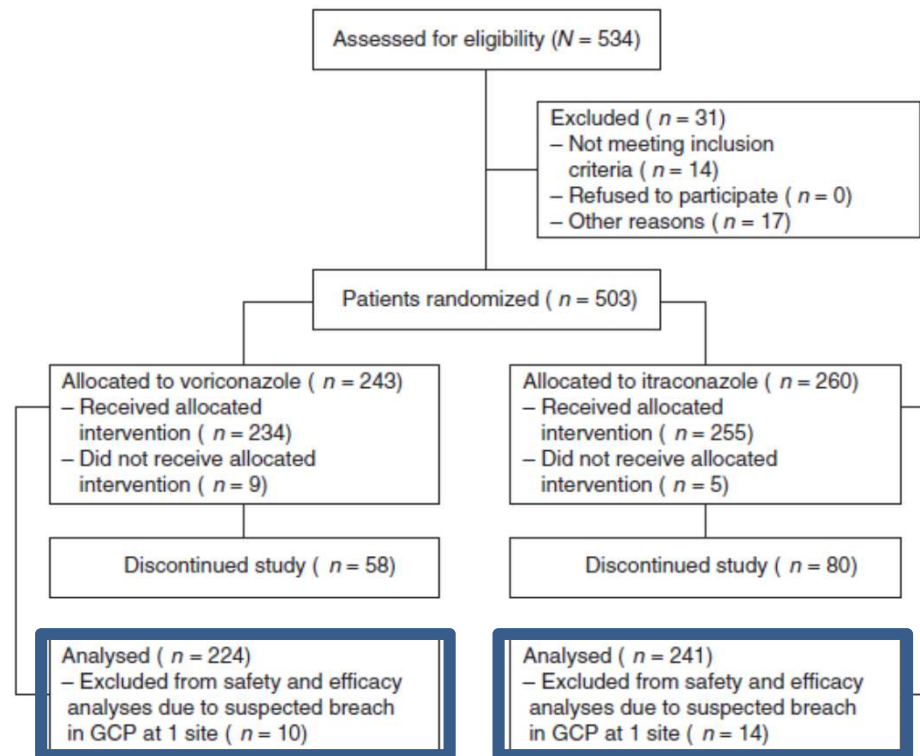 Assessed for eligibility (N = 534)
Excluded ( n = 31)
– Not meeting inclusion
criteria ( n = 14)
– Refused to participate ( n = 0)
– Other reasons ( n = 17)
Patients randomized ( n = 503)
Allocated to voriconazole ( n = 243)
– Received allocated
intervention ( n = 234)
– Did not receive allocated
intervention ( n = 9)
Allocated to itraconazole ( n = 260)
– Received allocated
intervention ( n = 255)
– Did not receive allocated
intervention ( n = 5)
Discontinued study ( n = 58)
Discontinued study ( n = 80)
Analysed ( n = 224)
– Excluded from safety and efficacy
analyses due to suspected breach
in GCP at 1 site ( n = 10)
Analysed ( n = 241)
– Excluded from safety and efficacy
analyses due to suspected breach
in GCP at 1 site ( n = 14)